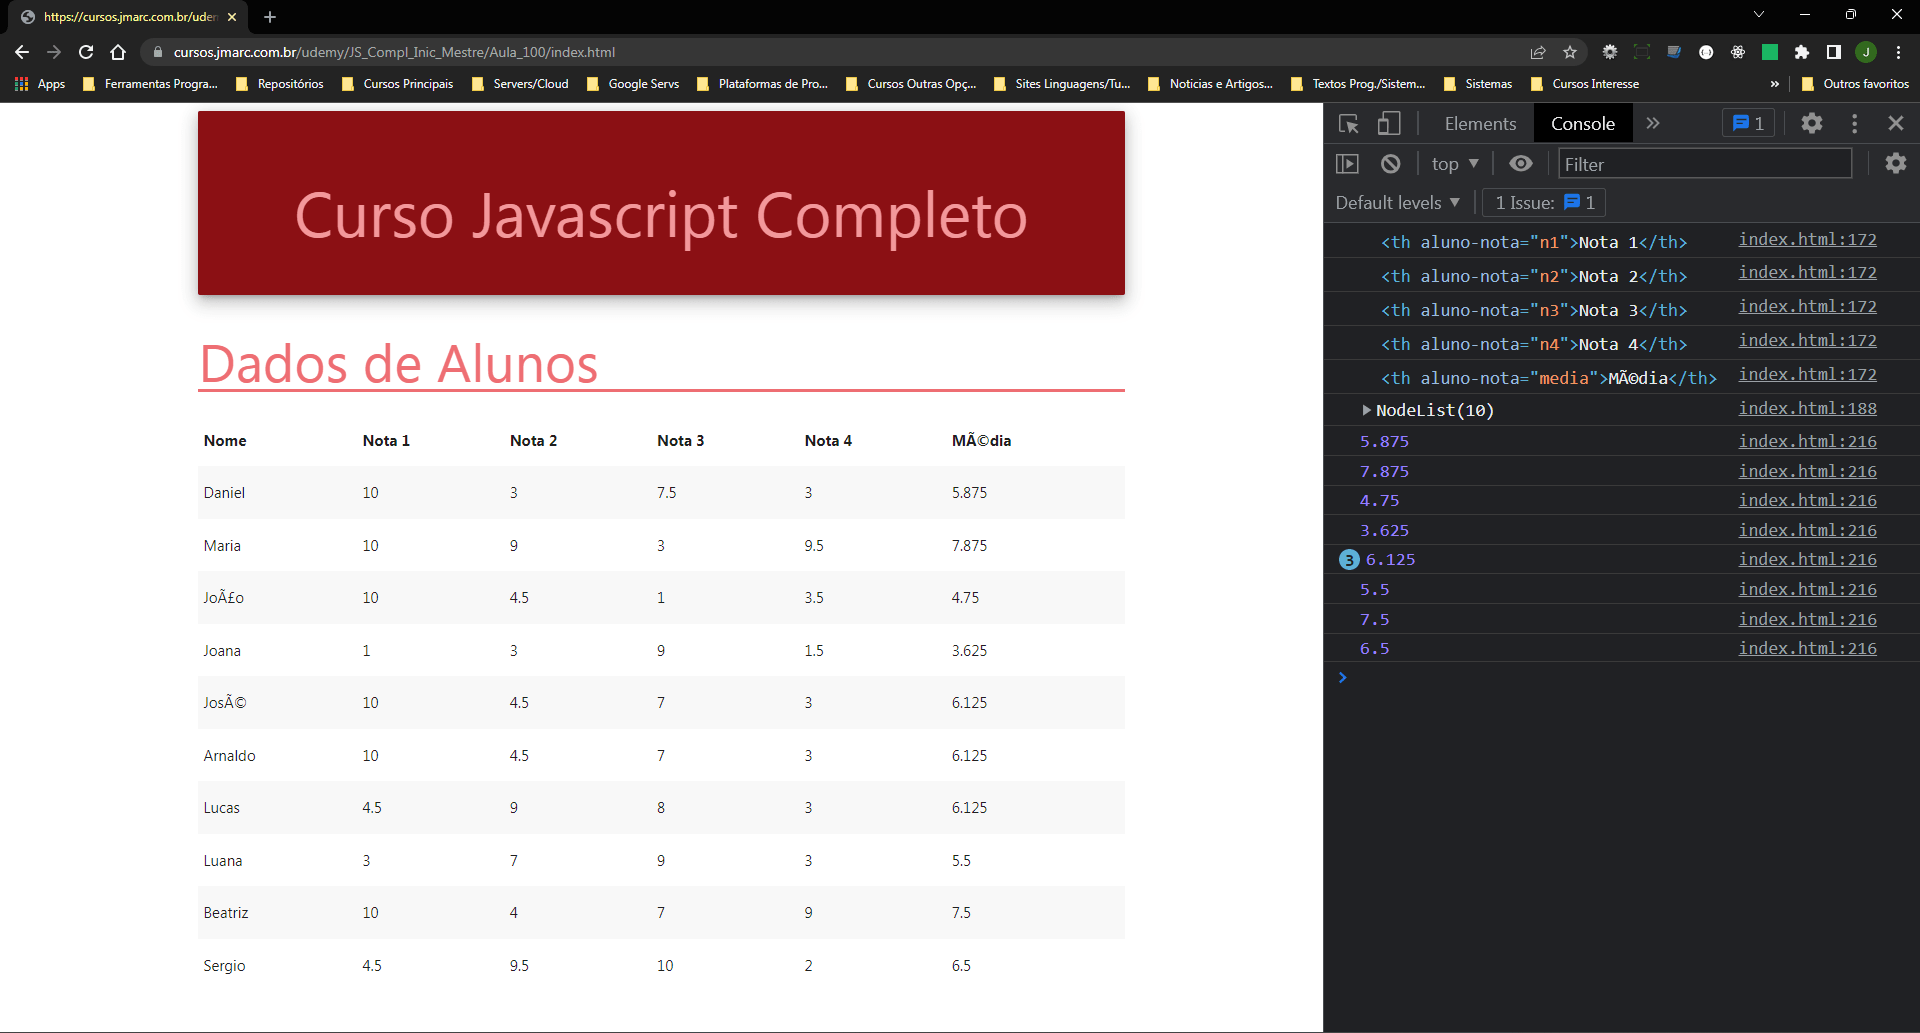 https://cursos.jmarc.com.br/uder
cursos.jmarc.com.br/udemy/JS_Compl_Inic_Mestre/Aula_100/index.html
J
Apps Ferramentas Progra... Repositórios Cursos Principais Servers/Cloud Google Servs Plataformas de Pro... Cursos Outras Opç... Sites Linguagens/Tu... Noticias e Artigos... Textos Prog./Sistem... Sistemas Cursos Interesse » Outros favoritos
Curso Javascript Completo
Dados de Alunos
Nome Nota 1 Nota 2 Nota 3 Nota 4 MÃ©dia
Daniel 10 3 7.5 3 5.875
Maria 10 9 3 9.5 7.875
JoÃ£o 10 4.5 1 3.5 4.75
Joana 1 3 9 1.5 3.625
JosÃ© 10 4.5 7 3 6.125
Arnaldo 10 4.5 7 3 6.125
Lucas 4.5 9 8 3 6.125
Luana 3 7 9 3 5.5
Beatriz 10 4 7 9 7.5
Sergio 4.5 9.5 10 2 6.5
Elements Console » 1
top ▼ Filter
Default levels ▼ 1 Issue: 1
<th aluno-nota="n1">Nota 1</th> index.html:172
<th aluno-nota="n2">Nota 2</th> index.html:172
<th aluno-nota="n3">Nota 3</th> index.html:172
<th aluno-nota="n4">Nota 4</th> index.html:172
<th aluno-nota="media">MÃ©dia</th> index.html:172
NodeList(10) index.html:188
5.875 index.html:216
7.875 index.html:216
4.75 index.html:216
3.625 index.html:216
3 6.125 index.html:216
5.5 index.html:216
7.5 index.html:216
6.5 index.html:216